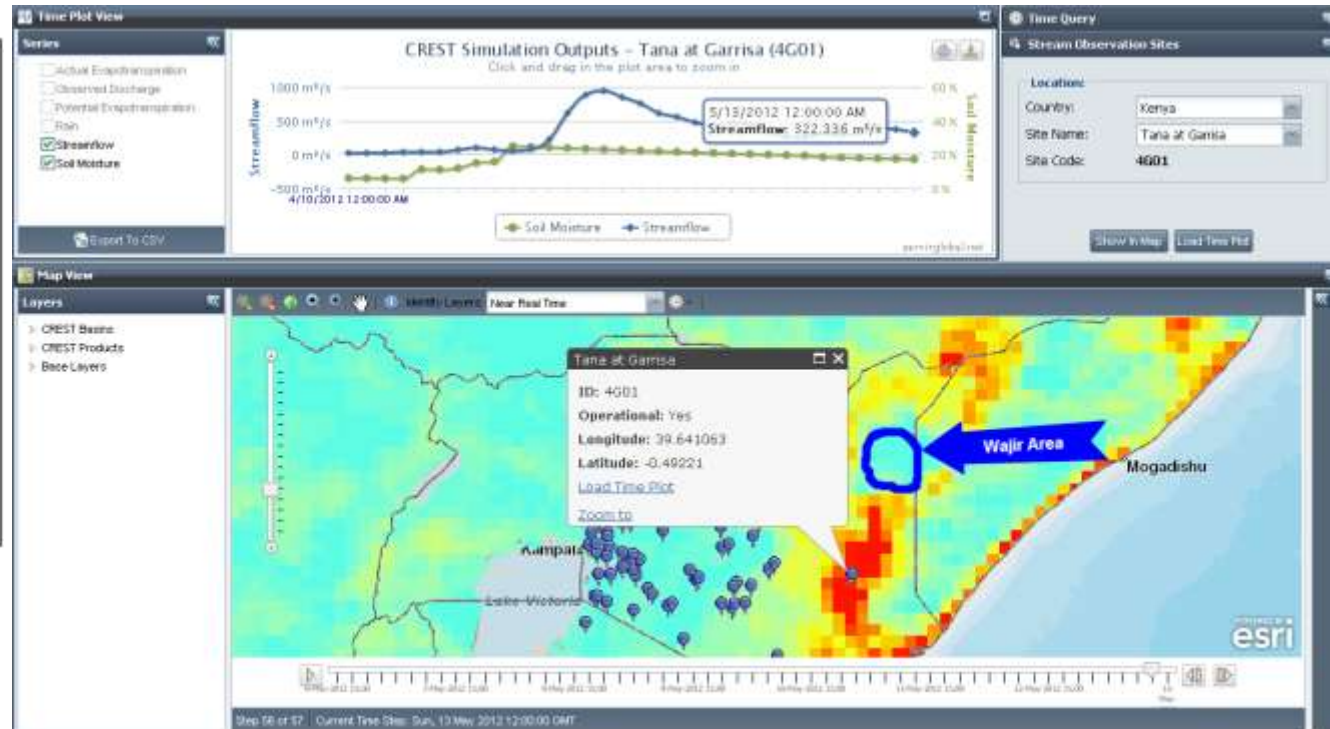 Time Plot View
Series
Actual Evapotranspiration
Observed Discharge
Potential Evapotranspiration
Rain
Streamflow
Soil Moisture
Export To CSV
CREST Simulation Outputs - Tana at Garrisa (4G01)
Click and drag in the plot area to zoom in
Streamflow
1000 m³/s
500 m³/s
0 m³/s
-500 m³/s
60 %
40 %
20 %
0 %
Soil Moisture
5/13/2012 12:00:00 AM
Streamflow: 322.336 m³/s
4/10/2012 12:00:00 AM
Soil Moisture Streamflow
Time Query
Stream Observation Sites
Location:
Country: Kenya
Site Name: Tana at Garrisa
Site Code: 4G01
Show In Map Load Time Plot
Map View
Layers
CREST Basins
CREST Products
Base Layers
Identify Layers: Near Real Time
Tana at Garrisa
ID: 4G01
Operational: Yes
Longitude: 39.641063
Latitude: -0.49221
Load Time Plot
Zoom to
Wajir Area
Mogadishu
Kampala
Lake Victoria
esri
Step 56 of 57 Current Time Step: Sun, 13 May 2012 12:00:00 GMT